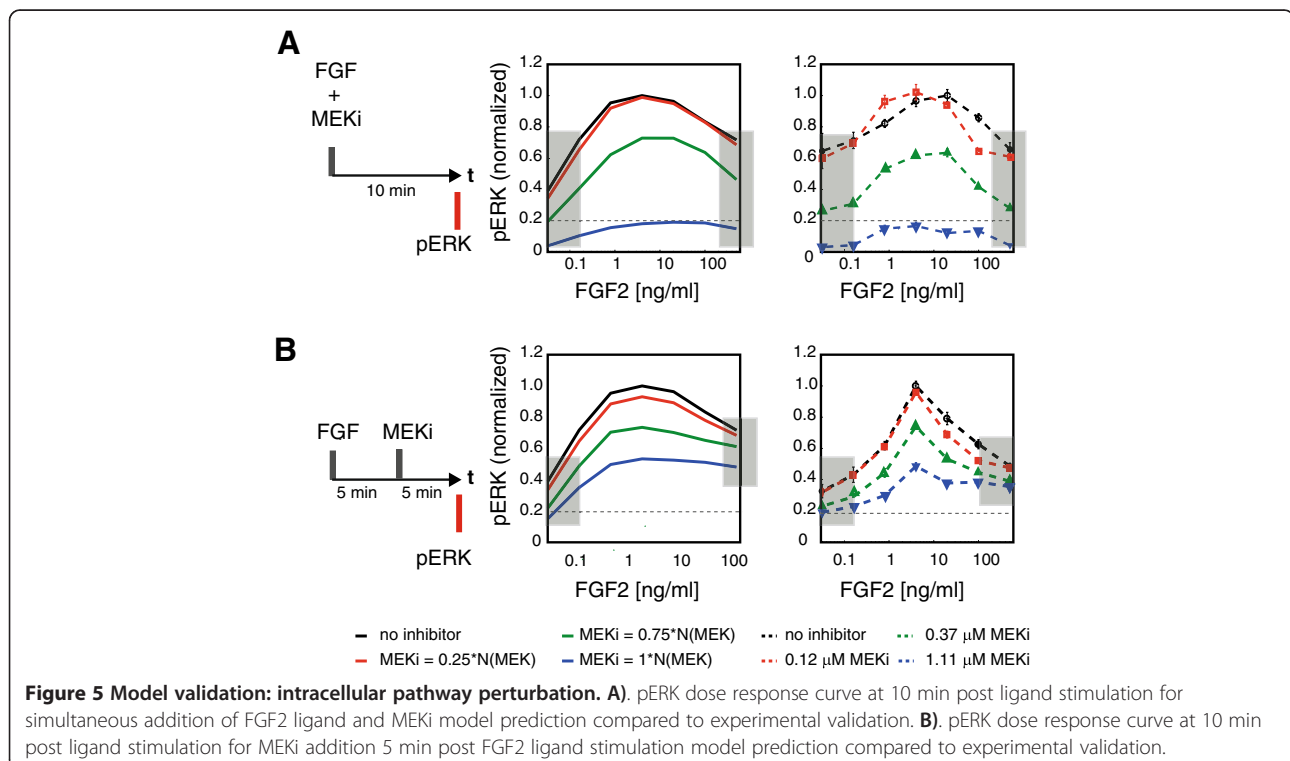 A
FGF
+
MEKi
t
10 min
pERK
pERK (normalized)
1.2
1.0
0.8
0.6
0.4
0.2
0
0.1 1 10 100
FGF2 [ng/ml]
1.2
1.0
0.8
0.6
0.4
0.2
0
0.1 1 10 100
FGF2 [ng/ml]
B
FGF MEKi
t
5 min 5 min
pERK
pERK (normalized)
1.2
1.0
0.8
0.6
0.4
0.2
0
0.1 1 10 100
FGF2 [ng/ml]
1.2
1.0
0.8
0.6
0.4
0.2
0
0.1 1 10 100
FGF2 [ng/ml]
no inhibitor MEKi = 0.75*N(MEK) no inhibitor 0.37 μM MEKi
MEKi = 0.25*N(MEK) MEKi = 1*N(MEK) 0.12 μM MEKi 1.11 μM MEKi
Figure 5 Model validation: intracellular pathway perturbation. A). pERK dose response curve at 10 min post ligand stimulation for
simultaneous addition of FGF2 ligand and MEKi model prediction compared to experimental validation. B). pERK dose response curve at 10 min
post ligand stimulation for MEKi addition 5 min post FGF2 ligand stimulation model prediction compared to experimental validation.